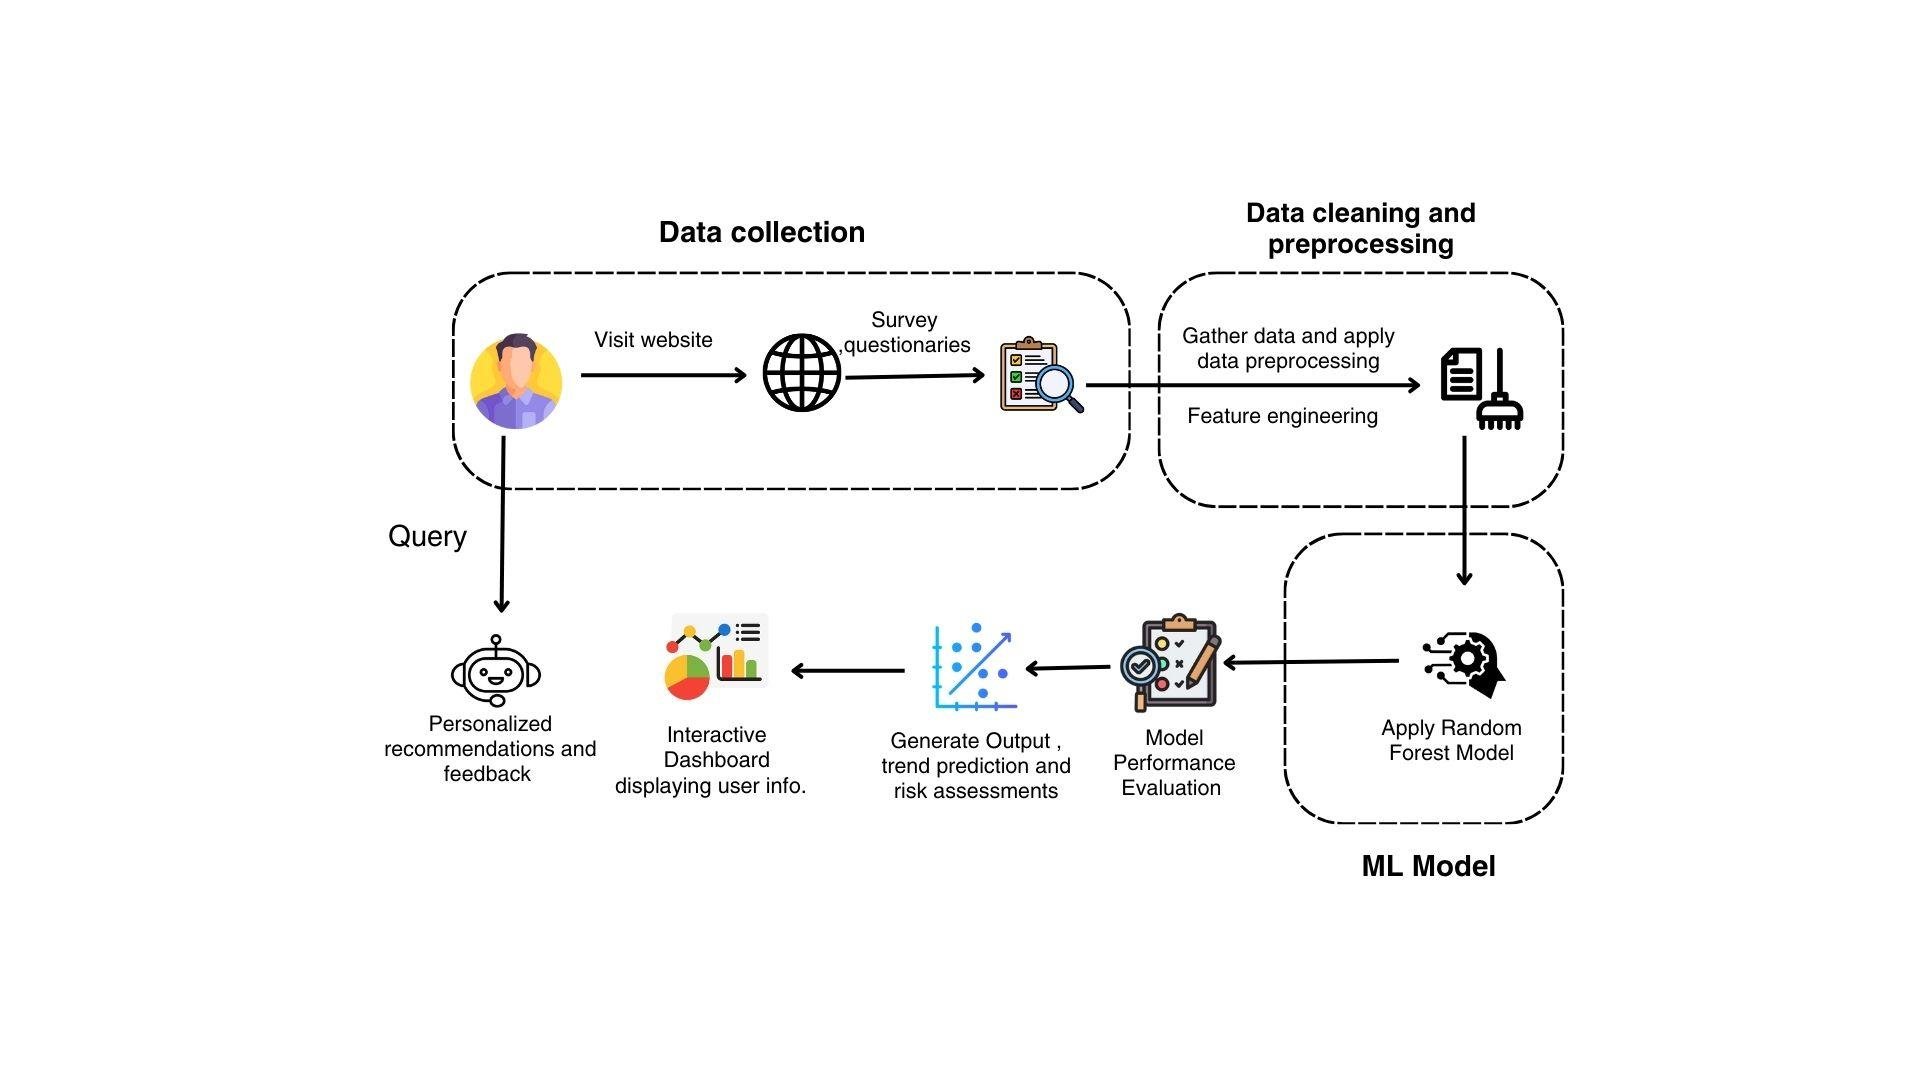 Data collection
Data cleaning and
preprocessing
Visit website
Survey
,questionaries
Gather data and apply
data preprocessing
Feature engineering
Query
Personalized
recommendations and
feedback
Interactive
Dashboard
displaying user info.
Generate Output ,
trend prediction and
risk assessments
Model
Performance
Evaluation
Apply Random
Forest Model
ML Model